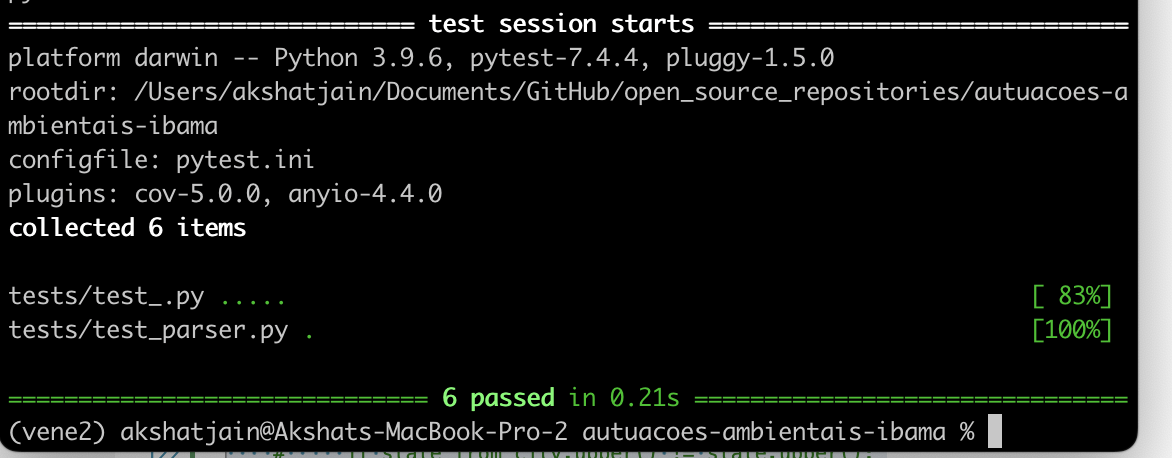 ============================= test session starts ==============================
platform darwin -- Python 3.9.6, pytest-7.4.4, pluggy-1.5.0
rootdir: /Users/akshatjain/Documents/GitHub/open_source_repositories/autuacoes-a
mbientais-ibama
configfile: pytest.ini
plugins: cov-5.0.0, anyio-4.4.0
collected 6 items
tests/test_.py ..... [ 83%]
tests/test_parser.py . [100%]
============================== 6 passed in 0.21s ===============================
(vene2) akshatjain@Akshats-MacBook-Pro-2 autuacoes-ambientais-ibama %